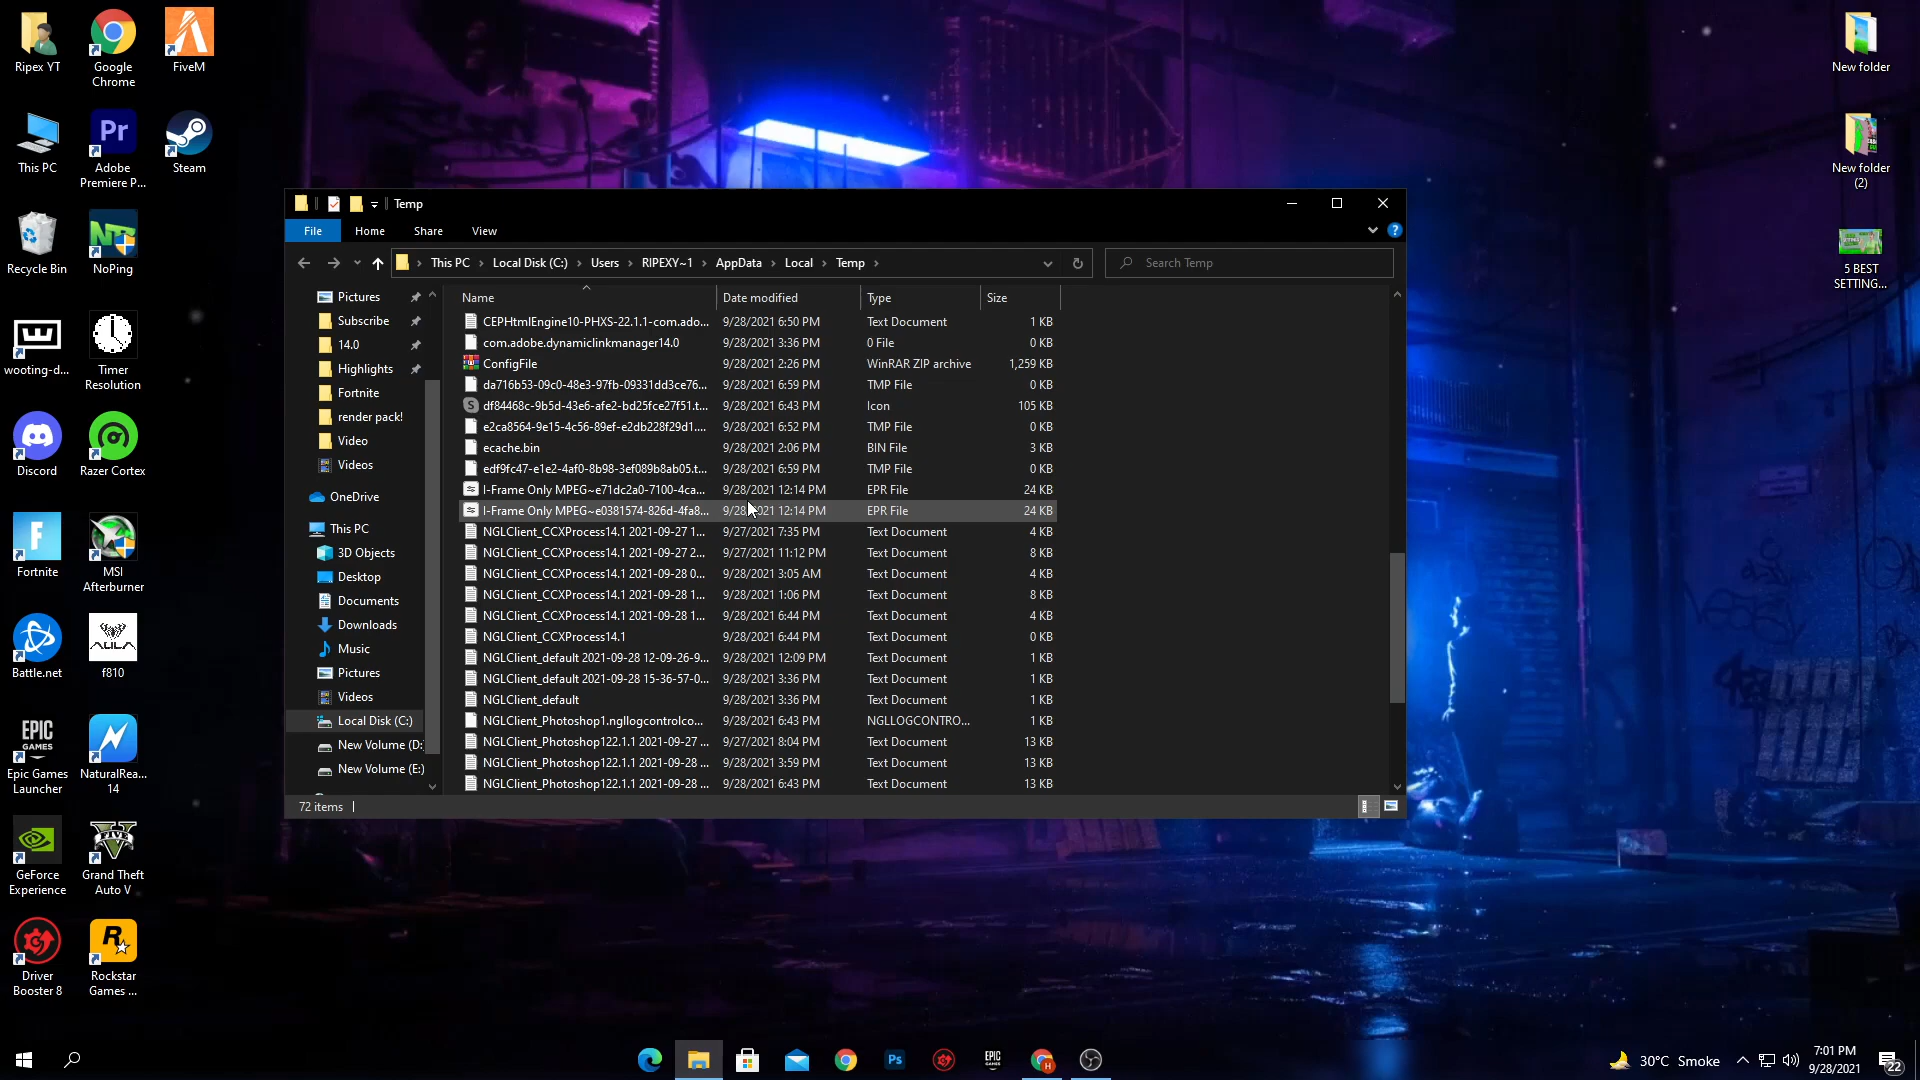 Ripex YT
Google
Chrome
FiveM
This PC
Adobe
Premiere P...
Steam
Recycle Bin
NoPing
wooting-d...
Timer
Resolution
Discord
Razer Cortex
Fortnite
MSI
Afterburner
Battle.net
f810
Epic Games
Launcher
NaturalRea...
14
GeForce
Experience
Grand Theft
Auto V
Driver
Booster 8
Rockstar
Games ...
New folder
New folder
(2)
5 BEST
SETTING...
Temp
File Home Share View
This PC › Local Disk (C:) › Users › RIPEXY~1 › AppData › Local › Temp ›
Search Temp
Pictures
Subscribe
14.0
Highlights
Fortnite
render pack!
Video
Videos
OneDrive
This PC
3D Objects
Desktop
Documents
Downloads
Music
Pictures
Videos
Local Disk (C:)
New Volume (D:
New Volume (E:)
Name Date modified Type Size
CEPHtmlEngine10-PHXS-22.1.1-com.ado... 9/28/2021 6:50 PM Text Document 1 KB
com.adobe.dynamiclinkmanager14.0 9/28/2021 3:36 PM 0 File 0 KB
ConfigFile 9/28/2021 2:26 PM WinRAR ZIP archive 1,259 KB
da716b53-09c0-48e3-97fb-09331dd3ce76... 9/28/2021 6:59 PM TMP File 0 KB
df84468c-9b5d-43e6-afe2-bd25fce27f51.t... 9/28/2021 6:43 PM Icon 105 KB
e2ca8564-9e15-4c56-89ef-e2db228f29d1.... 9/28/2021 6:52 PM TMP File 0 KB
ecache.bin 9/28/2021 2:06 PM BIN File 3 KB
edf9fc47-e1e2-4af0-8b98-3ef089b8ab05.t... 9/28/2021 6:59 PM TMP File 0 KB
I-Frame Only MPEG~e71dc2a0-7100-4ca... 9/28/2021 12:14 PM EPR File 24 KB
I-Frame Only MPEG~e0381574-826d-4fa8... 9/28/2021 12:14 PM EPR File 24 KB
NGLClient_CCXProcess14.1 2021-09-27 1... 9/27/2021 7:35 PM Text Document 4 KB
NGLClient_CCXProcess14.1 2021-09-27 2... 9/27/2021 11:12 PM Text Document 8 KB
NGLClient_CCXProcess14.1 2021-09-28 0... 9/28/2021 3:05 AM Text Document 4 KB
NGLClient_CCXProcess14.1 2021-09-28 1... 9/28/2021 1:06 PM Text Document 8 KB
NGLClient_CCXProcess14.1 2021-09-28 1... 9/28/2021 6:44 PM Text Document 4 KB
NGLClient_CCXProcess14.1 9/28/2021 6:44 PM Text Document 0 KB
NGLClient_default 2021-09-28 12-09-26-9... 9/28/2021 12:09 PM Text Document 1 KB
NGLClient_default 2021-09-28 15-36-57-0... 9/28/2021 3:36 PM Text Document 1 KB
NGLClient_default 9/28/2021 3:36 PM Text Document 1 KB
NGLClient_Photoshop1.ngllogcontrolco... 9/28/2021 6:43 PM NGLLOGCONTRO... 1 KB
NGLClient_Photoshop122.1.1 2021-09-27 ... 9/27/2021 8:04 PM Text Document 13 KB
NGLClient_Photoshop122.1.1 2021-09-28 ... 9/28/2021 3:59 PM Text Document 13 KB
NGLClient_Photoshop122.1.1 2021-09-28 ... 9/28/2021 6:43 PM Text Document 13 KB
72 items
30°C Smoke
7:01 PM
9/28/2021
22